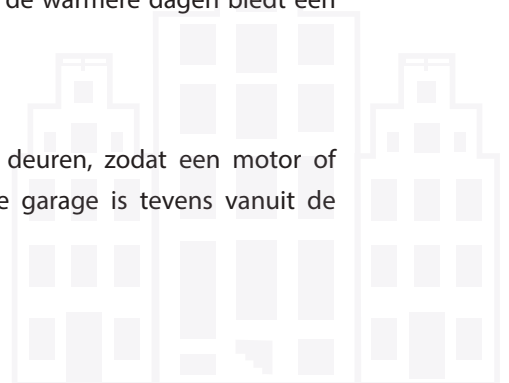 de warmere dagen biedt een
deuren, zodat een motor of
garage is tevens vanuit de